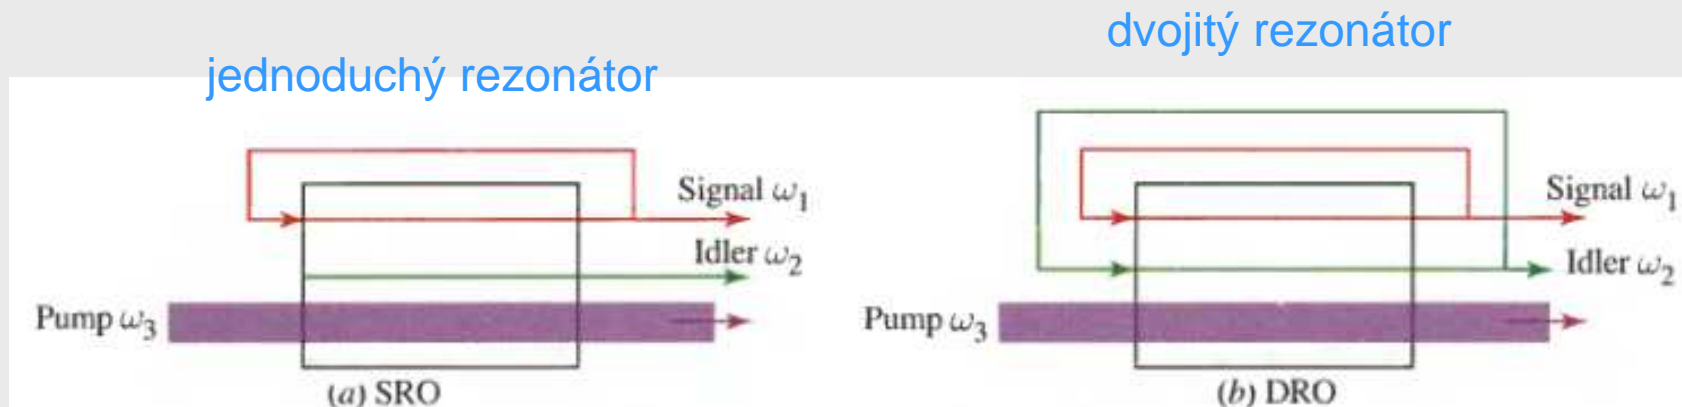 jednoduchý rezonátor
dvojitý rezonátor
Signal ω₁
Idler ω₂
Pump ω₃
(a) SRO
Signal ω₁
Idler ω₂
Pump ω₃
(b) DRO